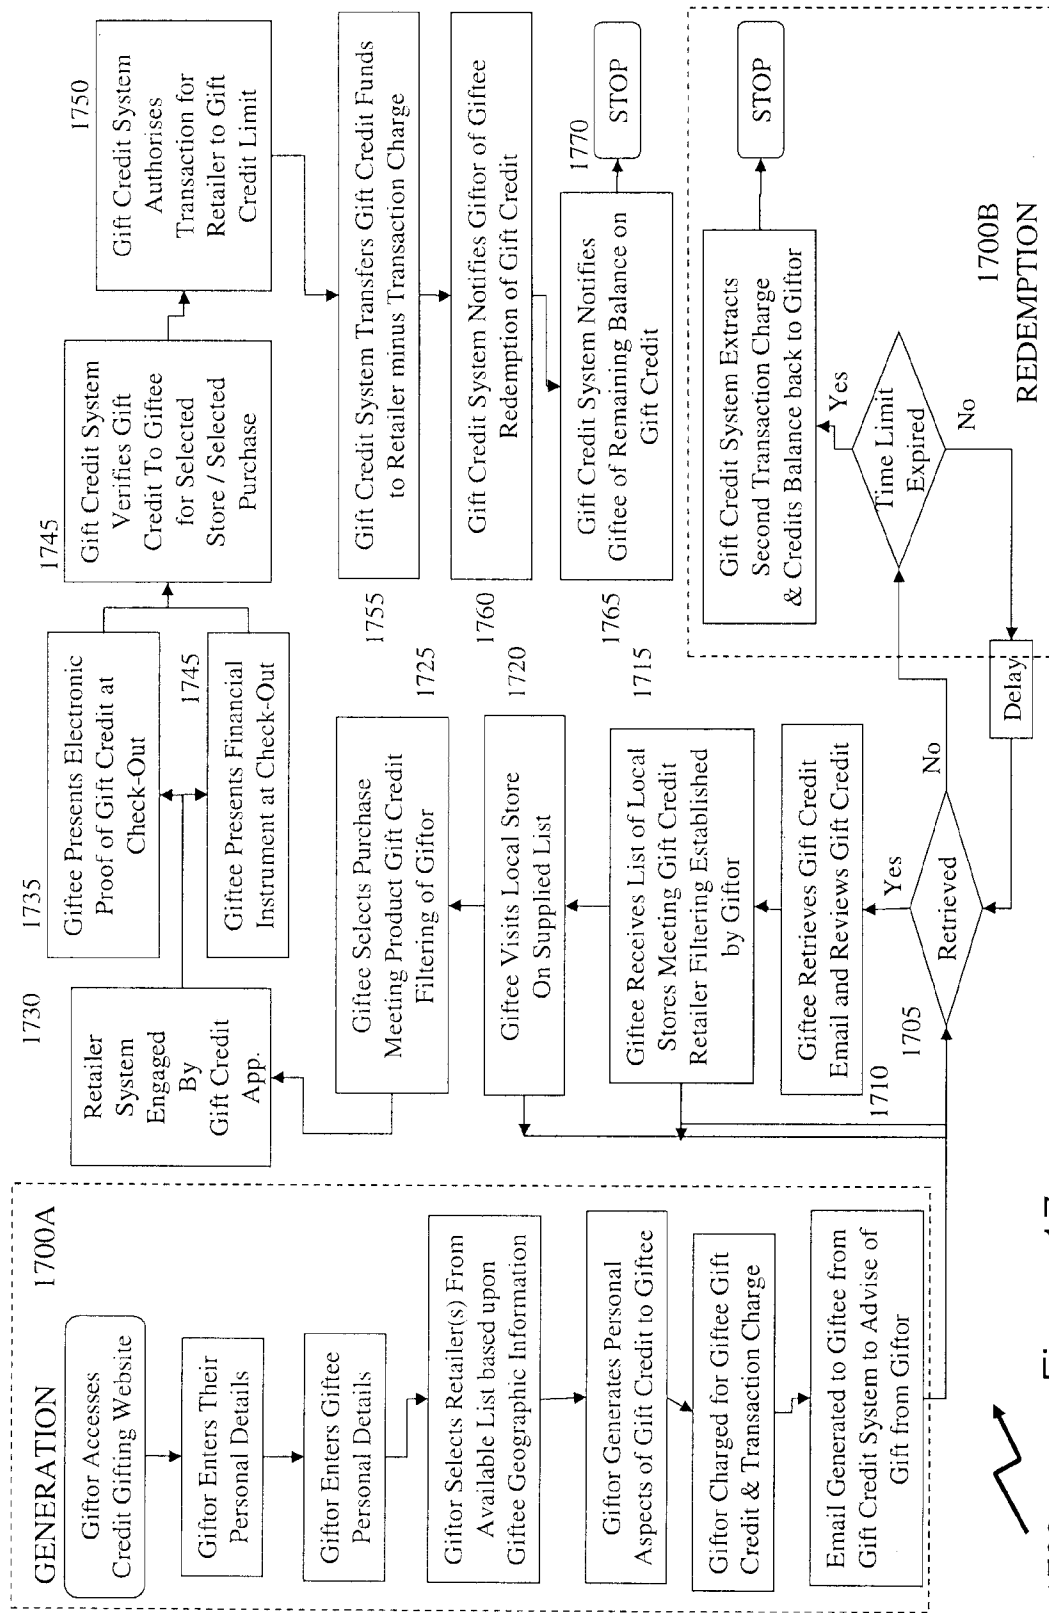 GENERATION
1700A
Giftor Accesses
Credit Gifting Website
Giftor Enters Their
Personal Details
Giftor Enters Giftee
Personal Details
Giftor Selects Retailer(s) From
Available List based upon
Giftee Geographic Information
Giftor Generates Personal
Aspects of Gift Credit to Giftee
Giftor Charged for Giftee Gift
Credit & Transaction Charge
Email Generated to Giftee from
Gift Credit System to Advise of
Gift from Giftor
1705
Retrieved
Yes
No
1710
Giftee Retrieves Gift Credit
Email and Reviews Gift Credit
1715
Giftee Receives List of Local
Stores Meeting Gift Credit
Retailer Filtering Established
by Giftor
1720
Giftee Visits Local Store
On Supplied List
1725
Giftee Selects Purchase
Meeting Product Gift Credit
Filtering of Giftor
1730
Retailer
System
Engaged
By
Gift Credit
App.
1735
Giftee Presents Electronic
Proof of Gift Credit at
Check-Out
1745
Giftee Presents Financial
Instrument at Check-Out
1745
Gift Credit System
Verifies Gift
Credit To Giftee
for Selected
Store / Selected
Purchase
1750
Gift Credit System
Authorises
Transaction for
Retailer to Gift
Credit Limit
1755
Gift Credit System Transfers Gift Credit Funds
to Retailer minus Transaction Charge
1760
Gift Credit System Notifies Giftor of Giftee
Redemption of Gift Credit
1765
Gift Credit System Notifies
Giftee of Remaining Balance on
Gift Credit
1770
STOP
Gift Credit System Extracts
Second Transaction Charge
& Credits Balance back to Giftor
STOP
Yes
Time Limit
Expired
No
Delay
1700B
REDEMPTION